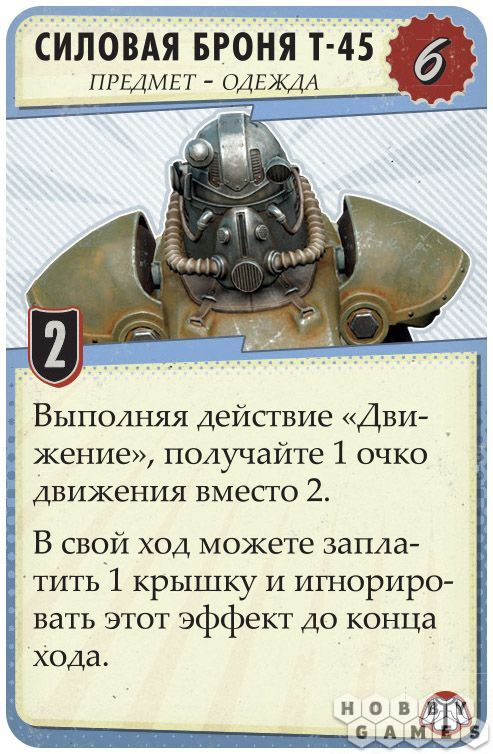 СИЛОВАЯ БРОНЯ Т-45
ПРЕДМЕТ - ОДЕЖДА
6
2
Выполняя действие «Дви-
жение», получайте 1 очко
движения вместо 2.
В свой ход можете запла-
тить 1 крышку и игнориро-
вать этот эффект до конца
хода.
HOBBY
GAMES